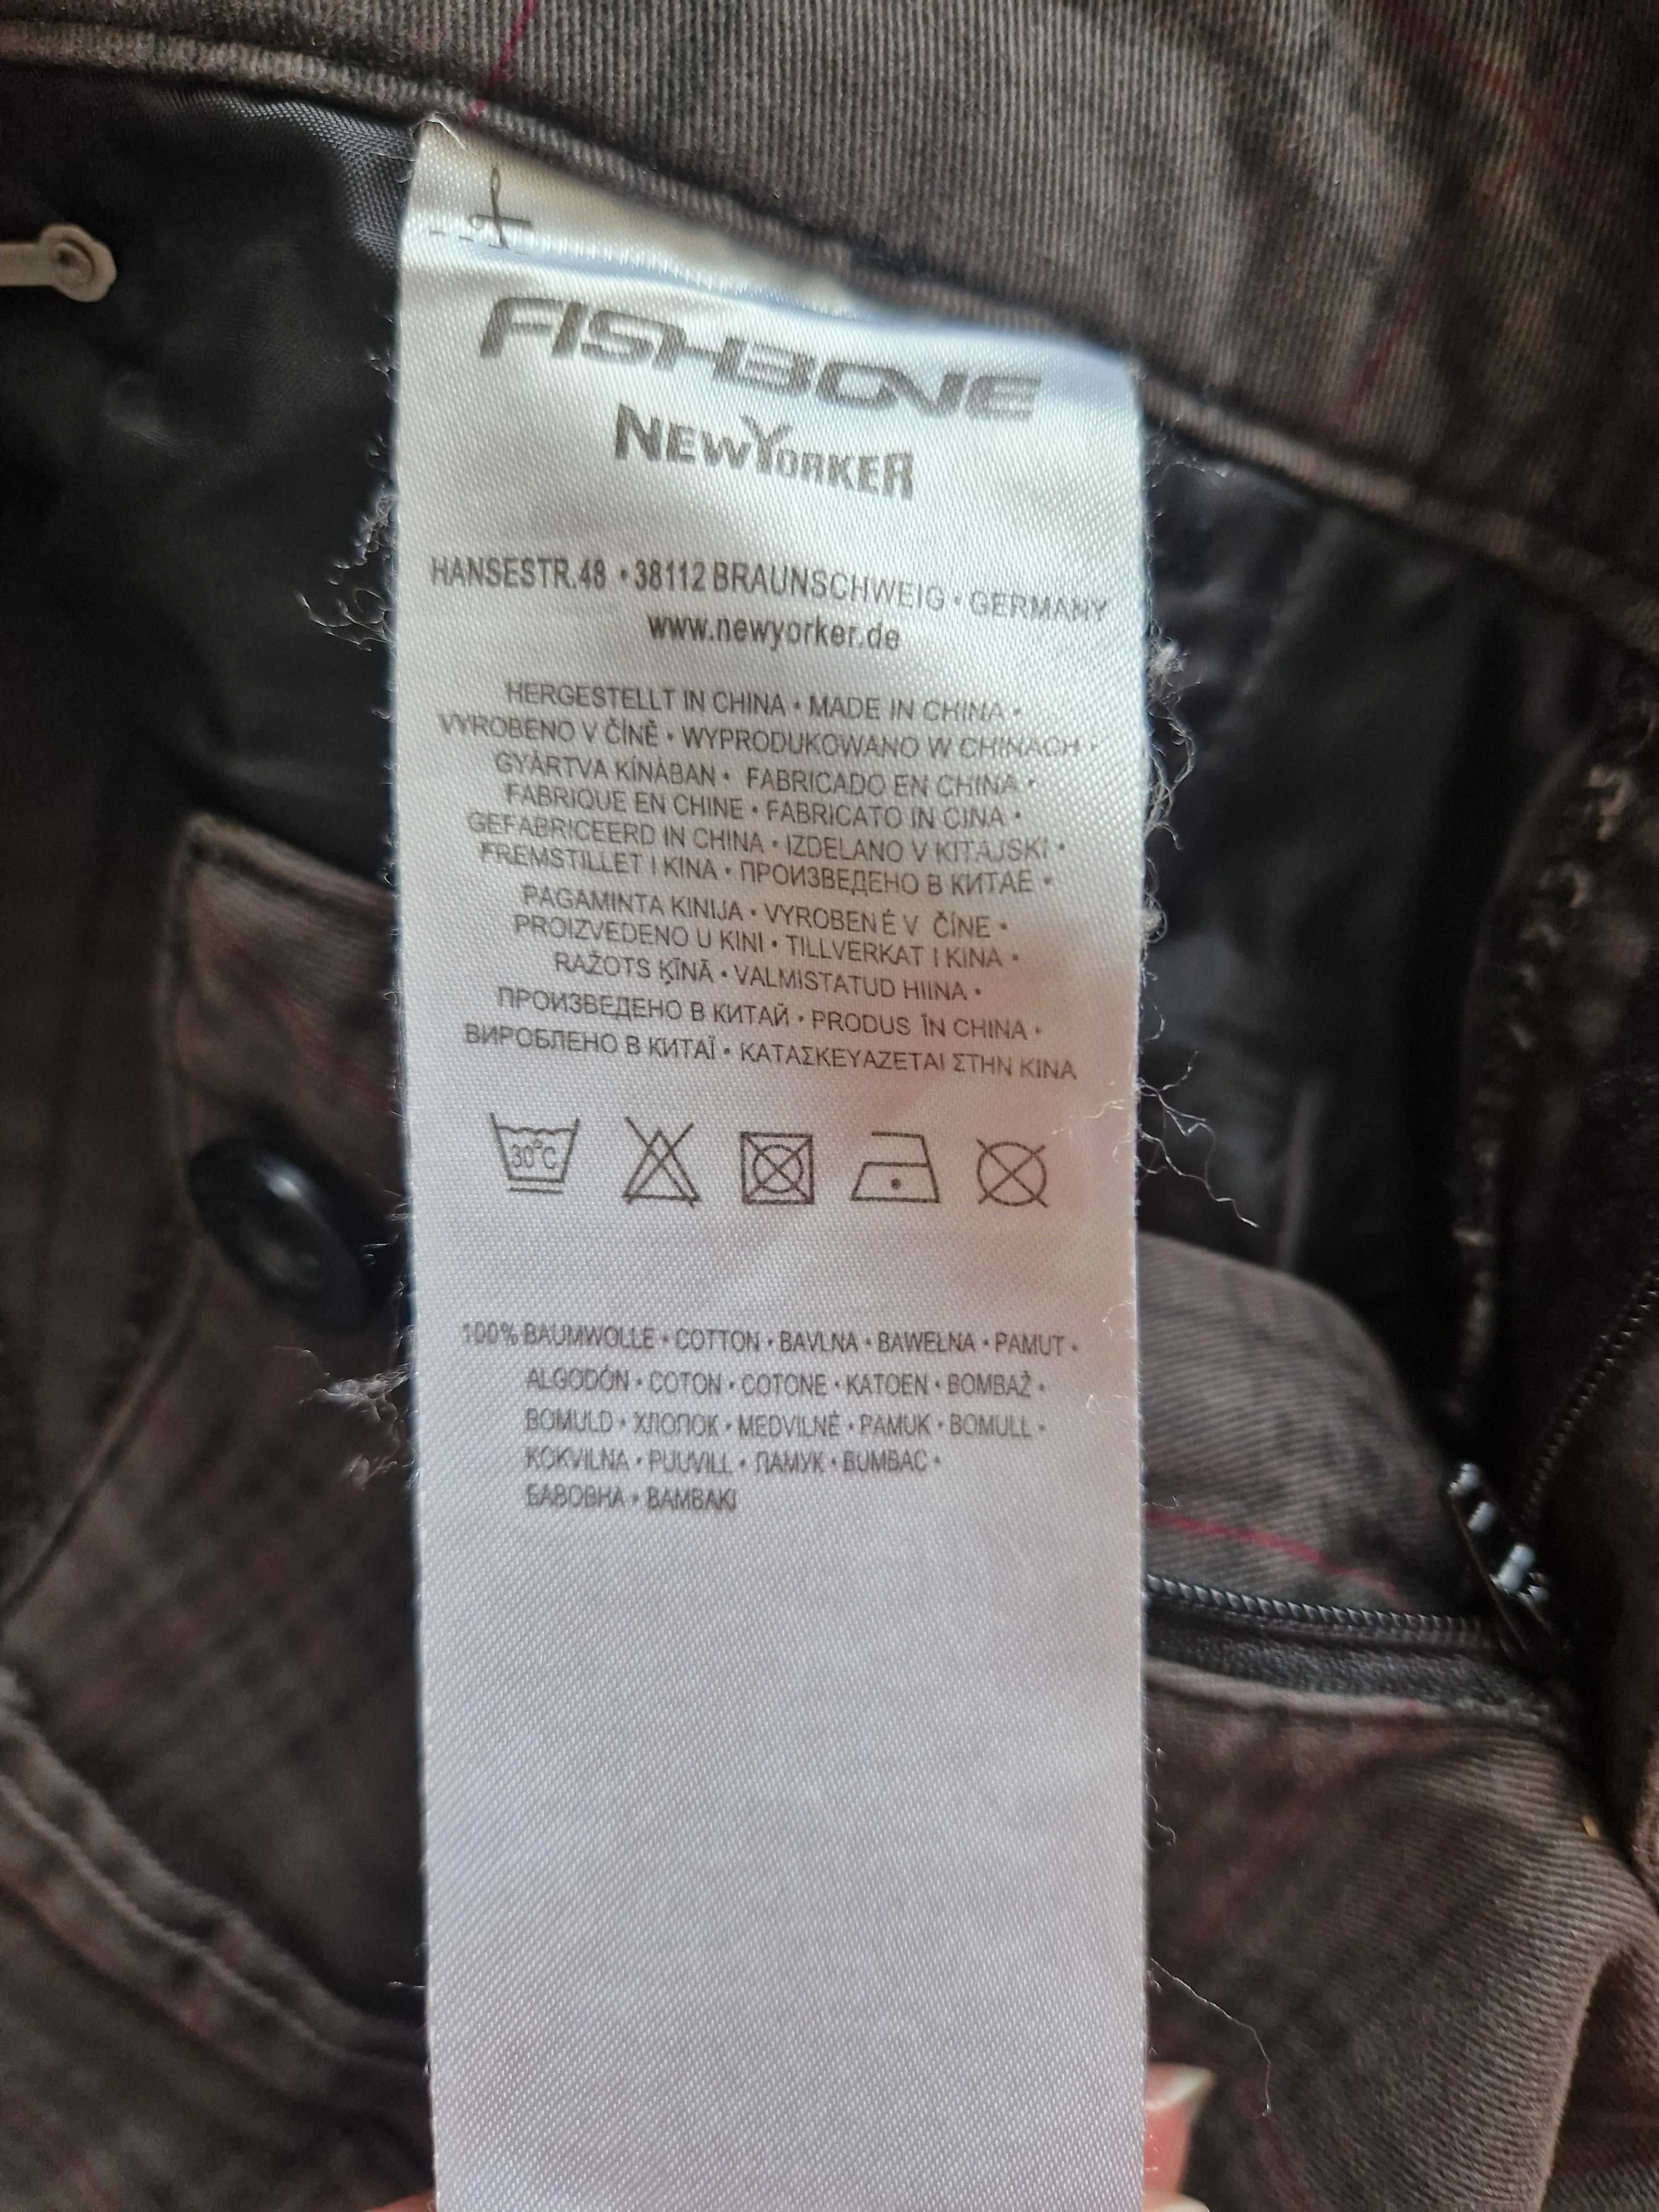 FISHBONE
NEWYORKER
HANSESTR.48 • 38112 BRAUNSCHWEIG • GERMANY
www.newyorker.de
HERGESTELLT IN CHINA • MADE IN CHINA •
VYROBENO V ČÍNĚ • WYPRODUKOWANO W CHINACH •
GYÁRTVA KÍNÁBAN • FABRICADO EN CHINA •
FABRIQUE EN CHINE • FABRICATO IN CINA •
GEFABRICEERD IN CHINA • IZDELANO V KITAJSKI •
FREMSTILLET I KINA • ПРОИЗВЕДЕНО В КИТАЕ •
PAGAMINTA KINIJA • VYROBENÉ V ČÍNE •
PROIZVEDENO U KINI • TILLVERKAT I KINA •
RAŽOTS ĶĪNĀ • VALMISTATUD HIINA •
ПРОИЗВЕДЕНО В КИТАЙ • PRODUS ÎN CHINA •
ВИРОБЛЕНО В КИТАЇ • ΚΑΤΑΣΚΕΥΑΖΕΤΑΙ ΣΤΗΝ ΚΙΝΑ
30°C
100% BAUMWOLLE • COTTON • BAVLNA • BAWEŁNA • PAMUT •
ALGODÓN • COTON • COTONE • KATOEN • BOMBAŽ •
BOMULD • ХЛОПОК • MEDVILNĖ • PAMUK • BOMULL •
KOKVILNA • PUUVILL • ПАМУК • BUMBAC •
БАВОВНА • BAMBAKI